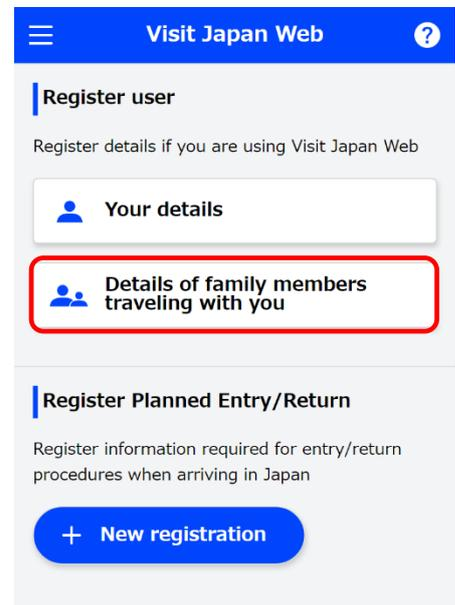 Visit Japan Web ?
Register user
Register details if you are using Visit Japan Web
Your details
Details of family members
traveling with you
Register Planned Entry/Return
Register information required for entry/return
procedures when arriving in Japan
+ New registration